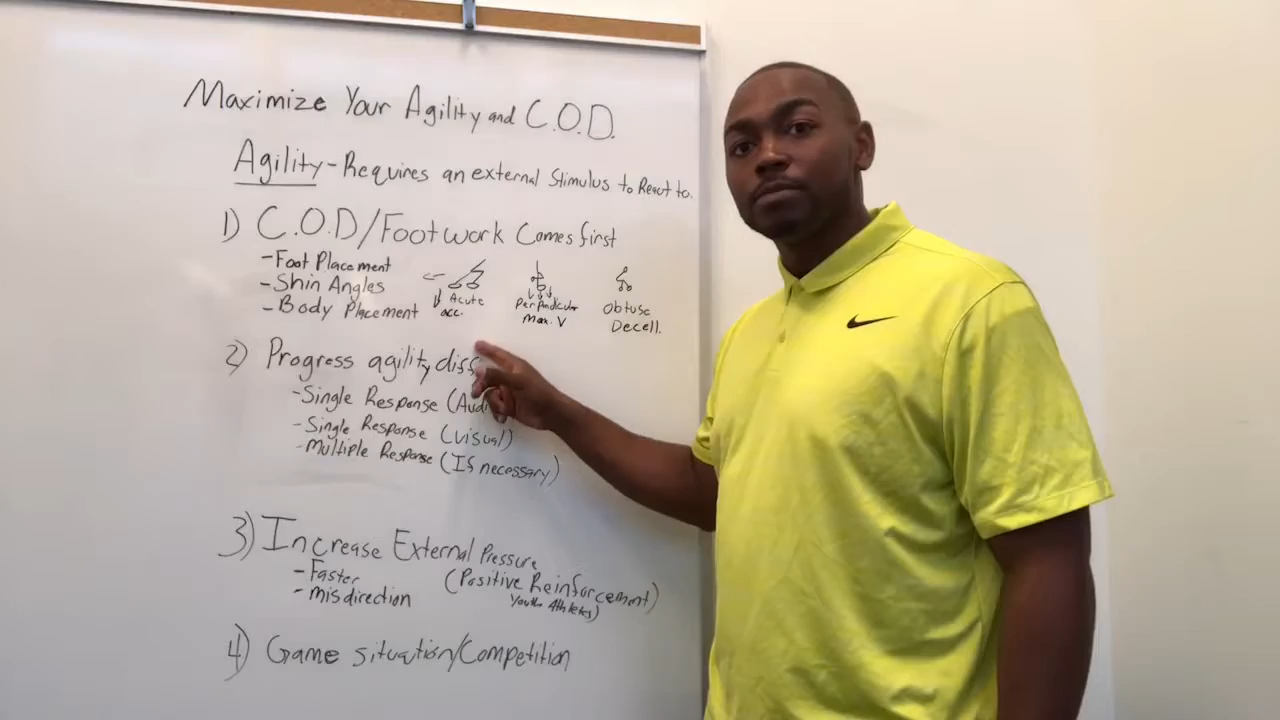 Maximize Your Agility and C.O.D.
Agility - Requires an external Stimulus to React to.
1) C.O.D/Footwork Comes first
- Foot Placement
- Shin Angles
- Body Placement
Acute
acc.
Perpendicular
Max. V
Obtuse
Decell.
2) Progress agility
- Single Response
- Single Response (visual)
- Multiple Response (If necessary)
3) Increase External Pressure
- Faster
- misdirection
(Positive Reinforcement)
Youth Athletes)
4) Game situation/Competition